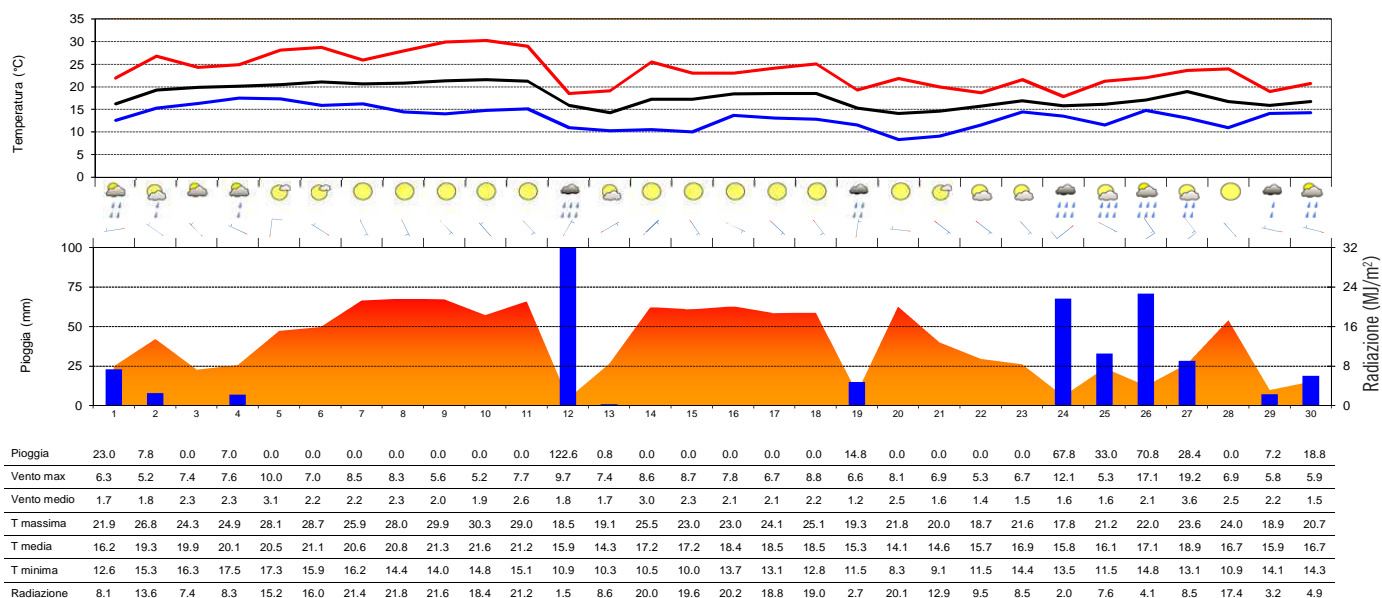 35
30
25
20
15
10
5
0
Temperatura (°C)
100
75
50
25
0
Pioggia (mm)
32
24
16
8
0
Radiazione (MJ/m²)
1 2 3 4 5 6 7 8 9 10 11 12 13 14 15 16 17 18 19 20 21 22 23 24 25 26 27 28 29 30
Pioggia 23.0 7.8 0.0 7.0 0.0 0.0 0.0 0.0 0.0 0.0 0.0 122.6 0.8 0.0 0.0 0.0 0.0 0.0 14.8 0.0 0.0 0.0 0.0 67.8 33.0 70.8 28.4 0.0 7.2 18.8
Vento max 6.3 5.2 7.4 7.6 10.0 7.0 8.5 8.3 5.6 5.2 7.7 9.7 7.4 8.6 8.7 7.8 6.7 8.8 6.6 8.1 6.9 5.3 6.7 12.1 5.3 17.1 19.2 6.9 5.8 5.9
Vento medio 1.7 1.8 2.3 2.3 3.1 2.2 2.2 2.3 2.0 1.9 2.6 1.8 1.7 3.0 2.3 2.1 2.1 2.2 1.2 2.5 1.6 1.4 1.5 1.6 1.6 2.1 3.6 2.5 2.2 1.5
T massima 21.9 26.8 24.3 24.9 28.1 28.7 25.9 28.0 29.9 30.3 29.0 18.5 19.1 25.5 23.0 23.0 24.1 25.1 19.3 21.8 20.0 18.7 21.6 17.8 21.2 22.0 23.6 24.0 18.9 20.7
T media 16.2 19.3 19.9 20.1 20.5 21.1 20.6 20.8 21.3 21.6 21.2 15.9 14.3 17.2 17.2 18.4 18.5 18.5 15.3 14.1 14.6 15.7 16.9 15.8 16.1 17.1 18.9 16.7 15.9 16.7
T minima 12.6 15.3 16.3 17.5 17.3 15.9 16.2 14.4 14.0 14.8 15.1 10.9 10.3 10.5 10.0 13.7 13.1 12.8 11.5 8.3 9.1 11.5 14.4 13.5 11.5 14.8 13.1 10.9 14.1 14.3
Radiazione 8.1 13.6 7.4 8.3 15.2 16.0 21.4 21.8 21.6 18.4 21.2 1.5 8.6 20.0 19.6 20.2 18.8 19.0 2.7 20.1 12.9 9.5 8.5 2.0 7.6 4.1 8.5 17.4 3.2 4.9